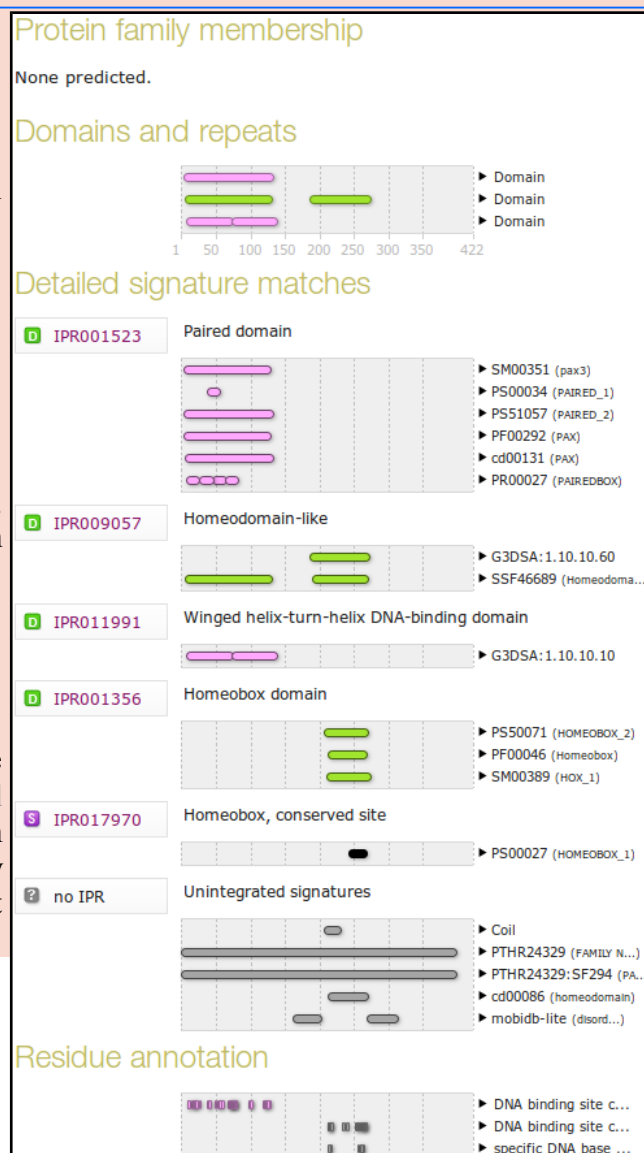 Protein family membership
None predicted.
Domains and repeats
Domain
Domain
Domain
1 50 100 150 200 250 300 350 422
Detailed signature matches
D IPR001523 Paired domain
SM00351 (pax3)
PS00034 (PAIRED_1)
PS51057 (PAIRED_2)
PF00292 (PAX)
cd00131 (PAX)
PR00027 (PAIREDBOX)
D IPR009057 Homeodomain-like
G3DSA:1.10.10.60
SSF46689 (Homeodoma...
D IPR011991 Winged helix-turn-helix DNA-binding domain
G3DSA:1.10.10.10
D IPR001356 Homeobox domain
PS50071 (HOMEOBOX_2)
PF00046 (Homeobox)
SM00389 (HOX_1)
S IPR017970 Homeobox, conserved site
PS00027 (HOMEOBOX_1)
? no IPR Unintegrated signatures
Coil
PTHR24329 (FAMILY N...)
PTHR24329:SF294 (PA...
cd00086 (homeodomain)
mobidb-lite (disord...)
Residue annotation
DNA binding site c...
DNA binding site c...
specific DNA base ...